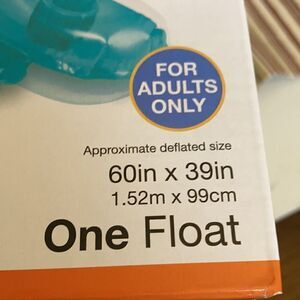 FOR
ADULTS
ONLY
Approximate deflated size
60in x 39in
1.52m x 99cm
One Float